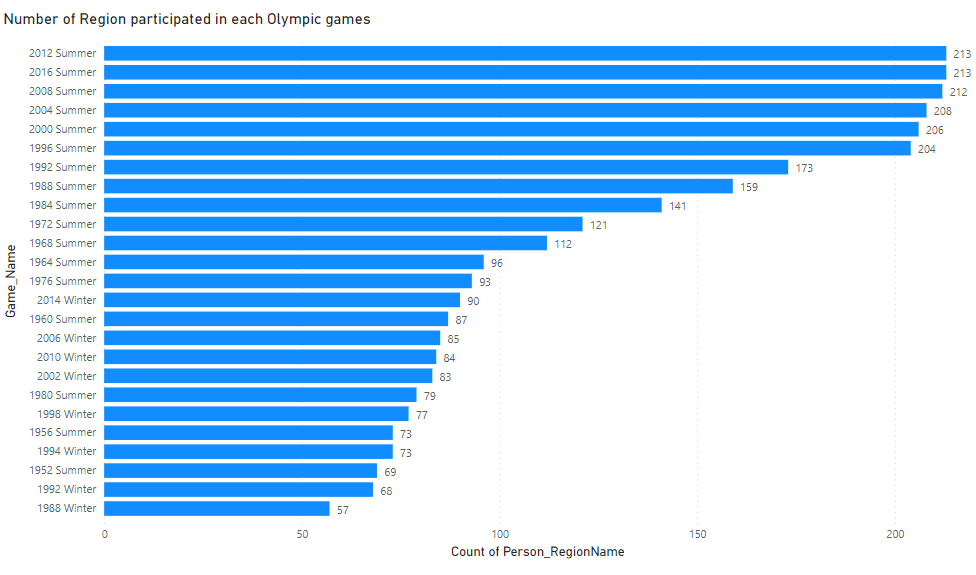 Number of Region participated in each Olympic games
Game_Name
2012 Summer 213
2016 Summer 213
2008 Summer 212
2004 Summer 208
2000 Summer 206
1996 Summer 204
1992 Summer 173
1988 Summer 159
1984 Summer 141
1972 Summer 121
1968 Summer 112
1964 Summer 96
1976 Summer 93
2014 Winter 90
1960 Summer 87
2006 Winter 85
2010 Winter 84
2002 Winter 83
1980 Summer 79
1998 Winter 77
1956 Summer 73
1994 Winter 73
1952 Summer 69
1992 Winter 68
1988 Winter 57
0 50 100 150 200
Count of Person_RegionName